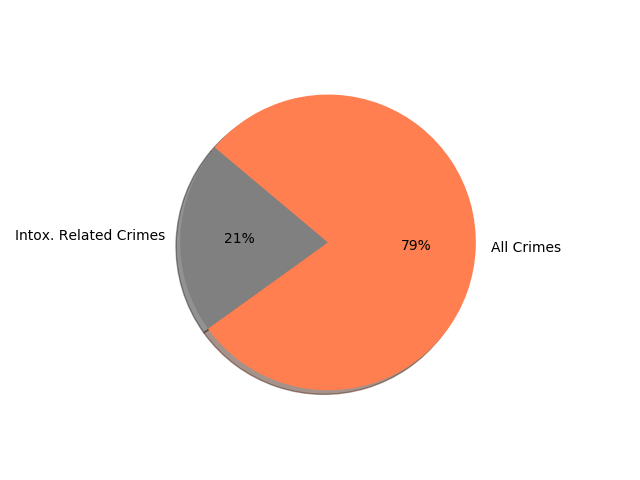 Intox. Related Crimes
21%
79%
All Crimes